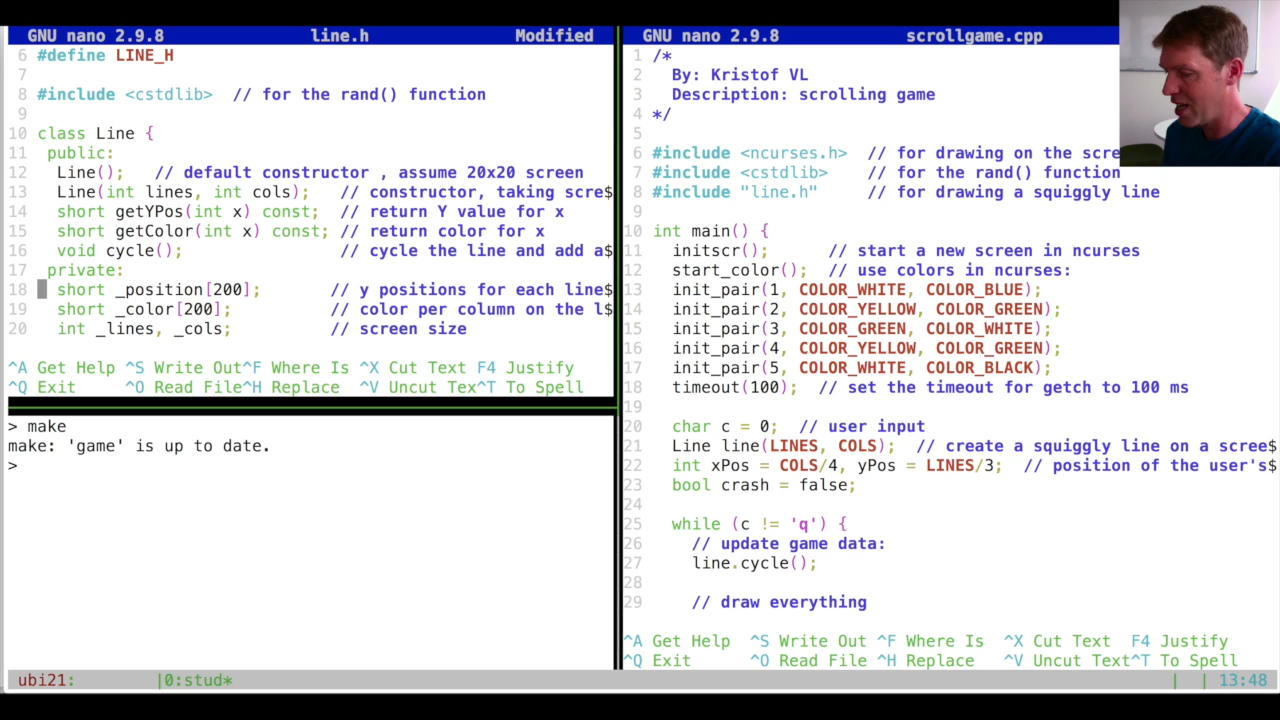 GNU nano 2.9.8 line.h Modified
6 #define LINE_H
7
8 #include <cstdlib> // for the rand() function
9
10 class Line {
11 public:
12 Line(); // default constructor , assume 20x20 screen
13 Line(int lines, int cols); // constructor, taking scre$
14 short getYPos(int x) const; // return Y value for x
15 short getColor(int x) const; // return color for x
16 void cycle(); // cycle the line and add a$
17 private:
18 short _position[200]; // y positions for each line$
19 short _color[200]; // color per column on the l$
20 int _lines, _cols; // screen size
^A Get Help ^S Write Out^F Where Is ^X Cut Text F4 Justify
^Q Exit ^O Read File^H Replace ^V Uncut Tex^T To Spell
> make
make: 'game' is up to date.
>
GNU nano 2.9.8 scrollgame.cpp
1 /*
2 By: Kristof VL
3 Description: scrolling game
4 */
5
6 #include <ncurses.h> // for drawing on the scre
7 #include <cstdlib> // for the rand() function
8 #include "line.h" // for drawing a squiggly line
9
10 int main() {
11 initscr(); // start a new screen in ncurses
12 start_color(); // use colors in ncurses:
13 init_pair(1, COLOR_WHITE, COLOR_BLUE);
14 init_pair(2, COLOR_YELLOW, COLOR_GREEN);
15 init_pair(3, COLOR_GREEN, COLOR_WHITE);
16 init_pair(4, COLOR_YELLOW, COLOR_GREEN);
17 init_pair(5, COLOR_WHITE, COLOR_BLACK);
18 timeout(100); // set the timeout for getch to 100 ms
19
20 char c = 0; // user input
21 Line line(LINES, COLS); // create a squiggly line on a scree$
22 int xPos = COLS/4, yPos = LINES/3; // position of the user's$
23 bool crash = false;
24
25 while (c != 'q') {
26 // update game data:
27 line.cycle();
28
29 // draw everything
^A Get Help ^S Write Out ^F Where Is ^X Cut Text F4 Justify
^Q Exit ^O Read File ^H Replace ^V Uncut Text^T To Spell
ubi21: |0:stud* | | 13:48